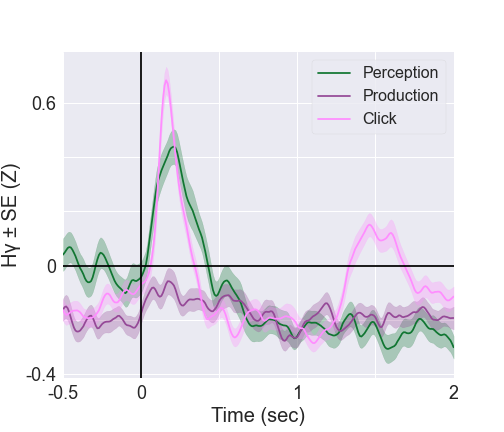 Perception
Production
Click
Hγ ± SE (Z)
0.6
0
-0.4
-0.5
0
1
2
Time (sec)